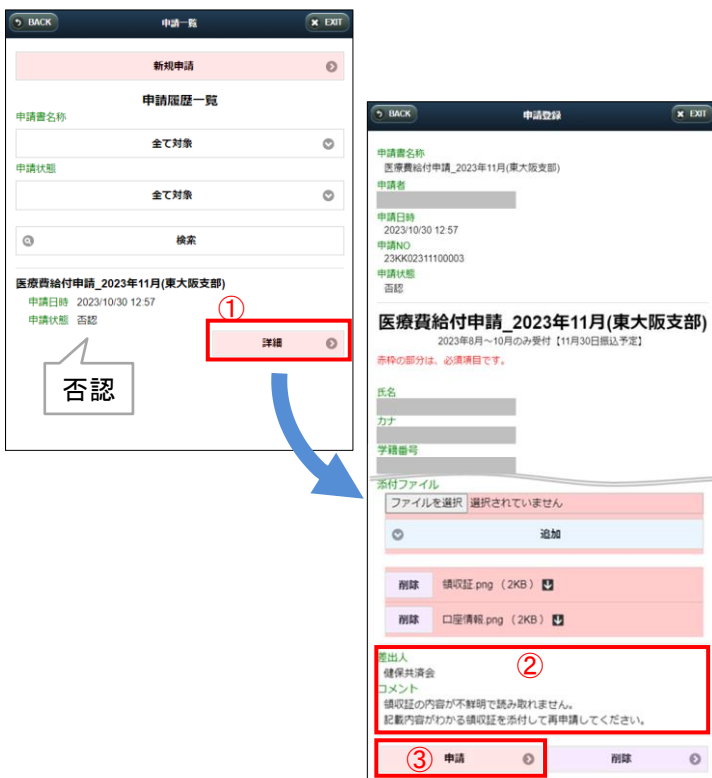 BACK
申請一覧
EXIT
新規申請
申請履歴一覧
申請書名称
全て対象
申請状態
全て対象
検索
医療費給付申請_2023年11月(東大阪支部)
申請日時 2023/10/30 12:57
申請状態 否認
①
詳細
否認
BACK
申請登録
EXIT
申請書名称
医療費給付申請_2023年11月(東大阪支部)
申請者
申請日時
2023/10/30 12:57
申請NO
23KK02311100003
申請状態
否認
医療費給付申請_2023年11月(東大阪支部)
2023年8月～10月のみ受付【11月30日振込予定】
赤枠の部分は、必須項目です。
氏名
カナ
学籍番号
添付ファイル
ファイルを選択 選択されていません
追加
削除 領収証.png （2KB）
削除 口座情報.png （2KB）
差出人
②
健保共済会
コメント
領収証の内容が不鮮明で読み取れません。
記載内容がわかる領収証を添付して再申請してください。
③ 申請
削除